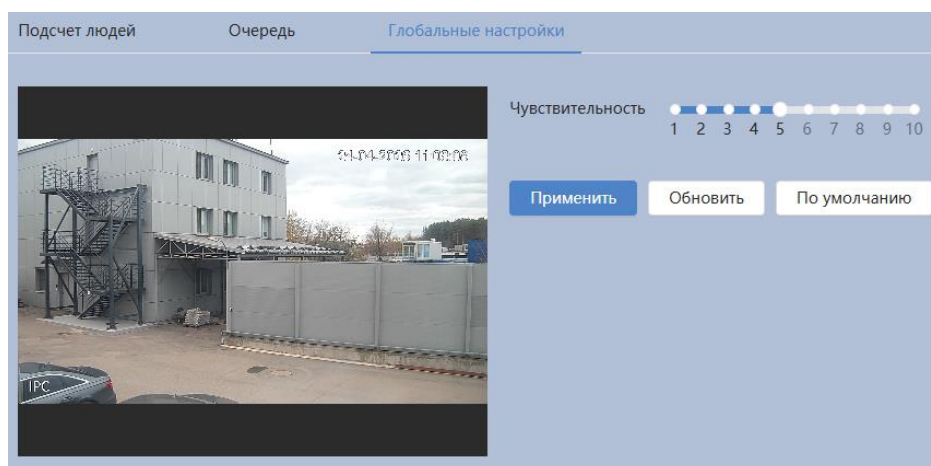 Подсчет людей Очередь Глобальные настройки
Чувствительность
1 2 3 4 5 6 7 8 9 10
Применить Обновить По умолчанию
IPC